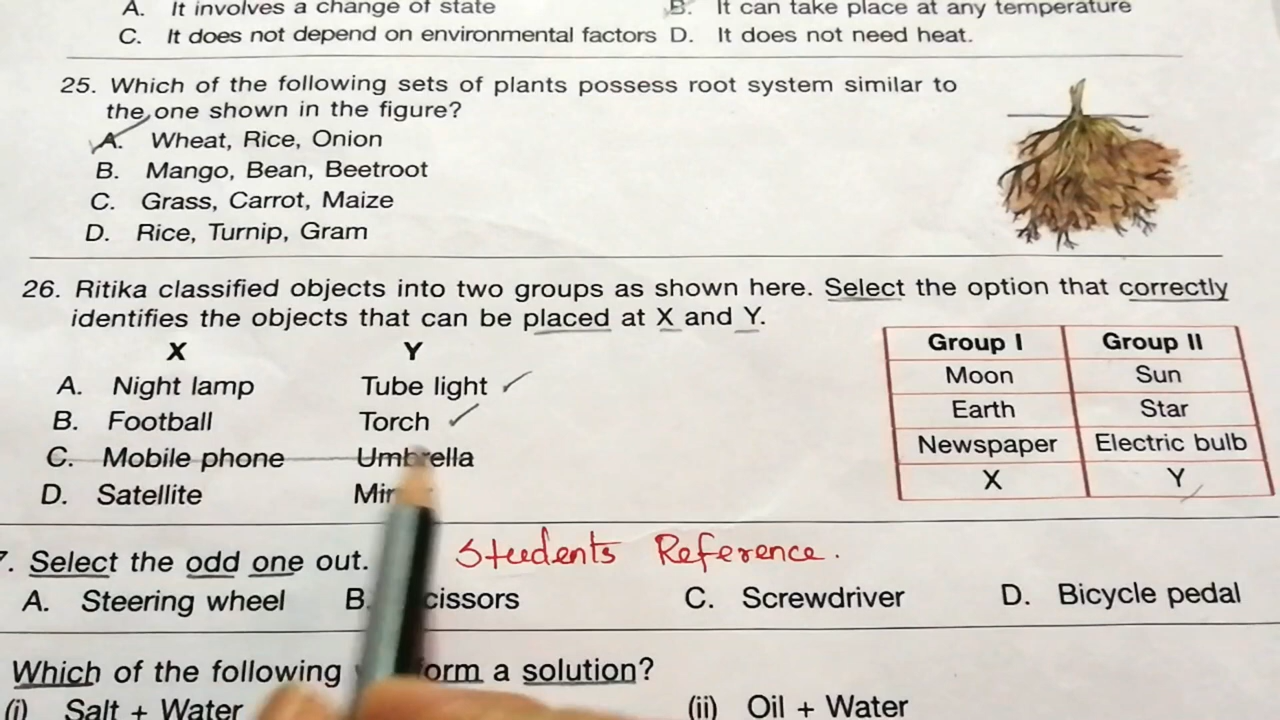 A. It involves a change of state B. It can take place at any temperature
C. It does not depend on environmental factors D. It does not need heat.
25. Which of the following sets of plants possess root system similar to
the one shown in the figure?
A. Wheat, Rice, Onion
B. Mango, Bean, Beetroot
C. Grass, Carrot, Maize
D. Rice, Turnip, Gram
26. Ritika classified objects into two groups as shown here. Select the option that correctly
identifies the objects that can be placed at X and Y.
X Y
A. Night lamp Tube light
B. Football Torch
C. Mobile phone Umbrella
D. Satellite
Group I Group II
Moon Sun
Earth Star
Newspaper Electric bulb
X Y
Students Reference.
7. Select the odd one out.
A. Steering wheel B. cissors C. Screwdriver D. Bicycle pedal
Which of the following form a solution?
(i) Salt + Water (ii) Oil + Water